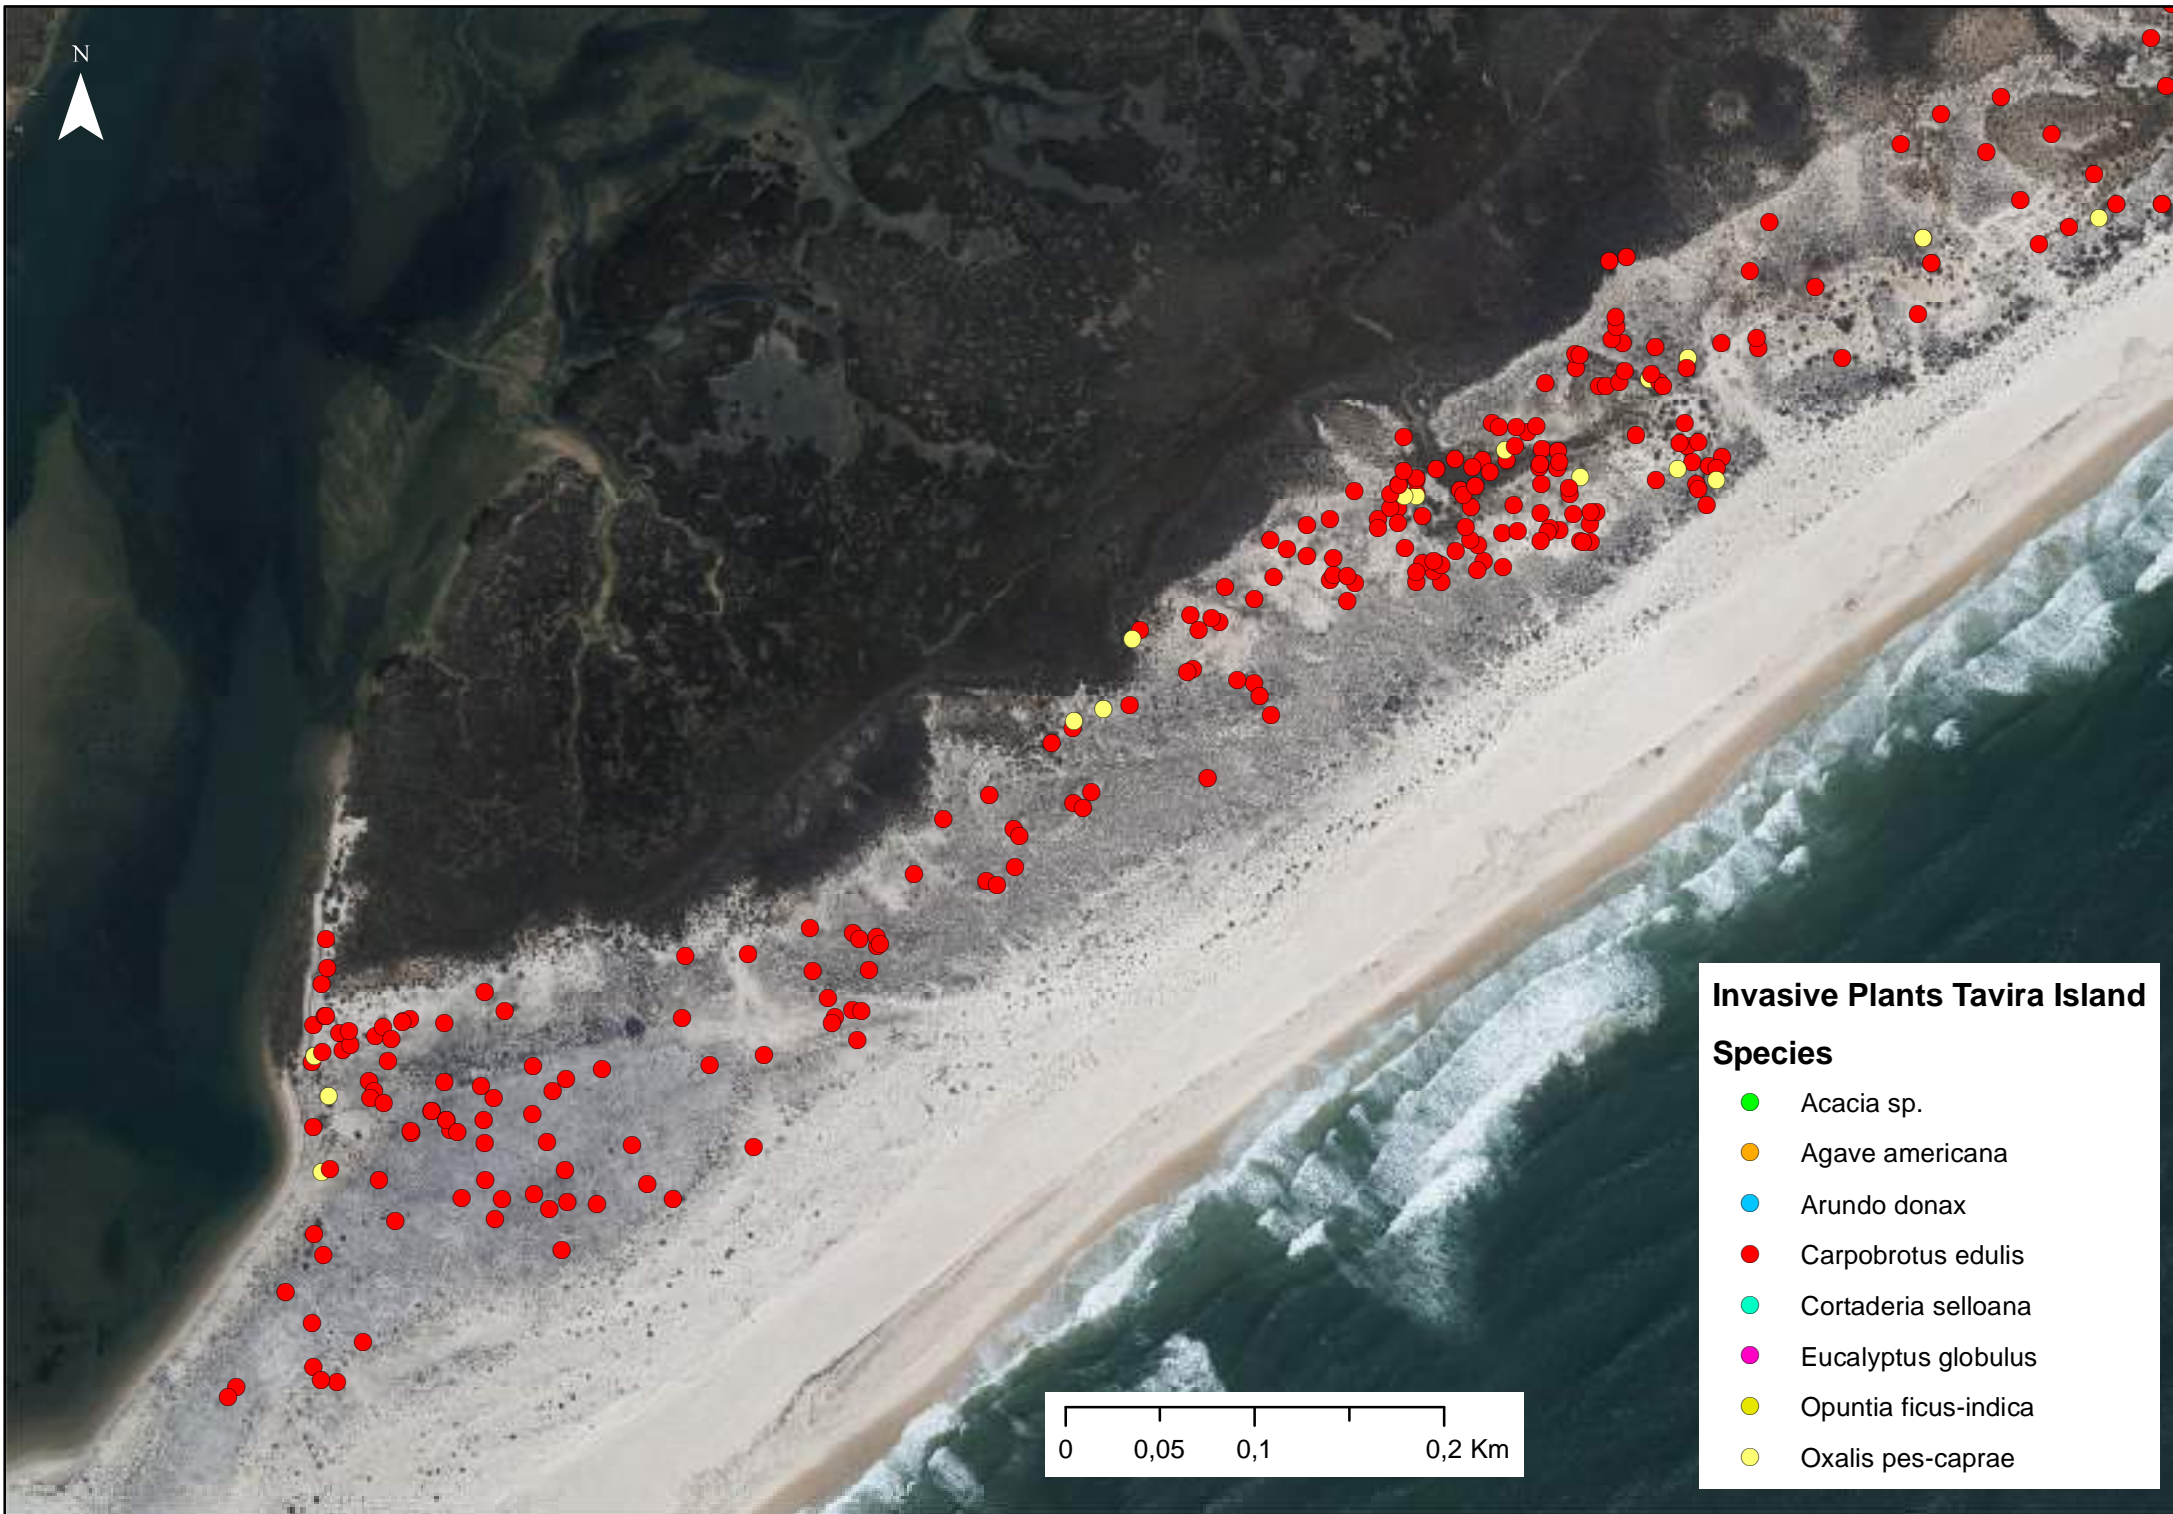 N
Invasive Plants Tavira Island
Species
Acacia sp.
Agave americana
Arundo donax
Carpobrotus edulis
Cortaderia selloana
Eucalyptus globulus
Opuntia ficus-indica
Oxalis pes-caprae
0 0,05 0,1 0,2 Km